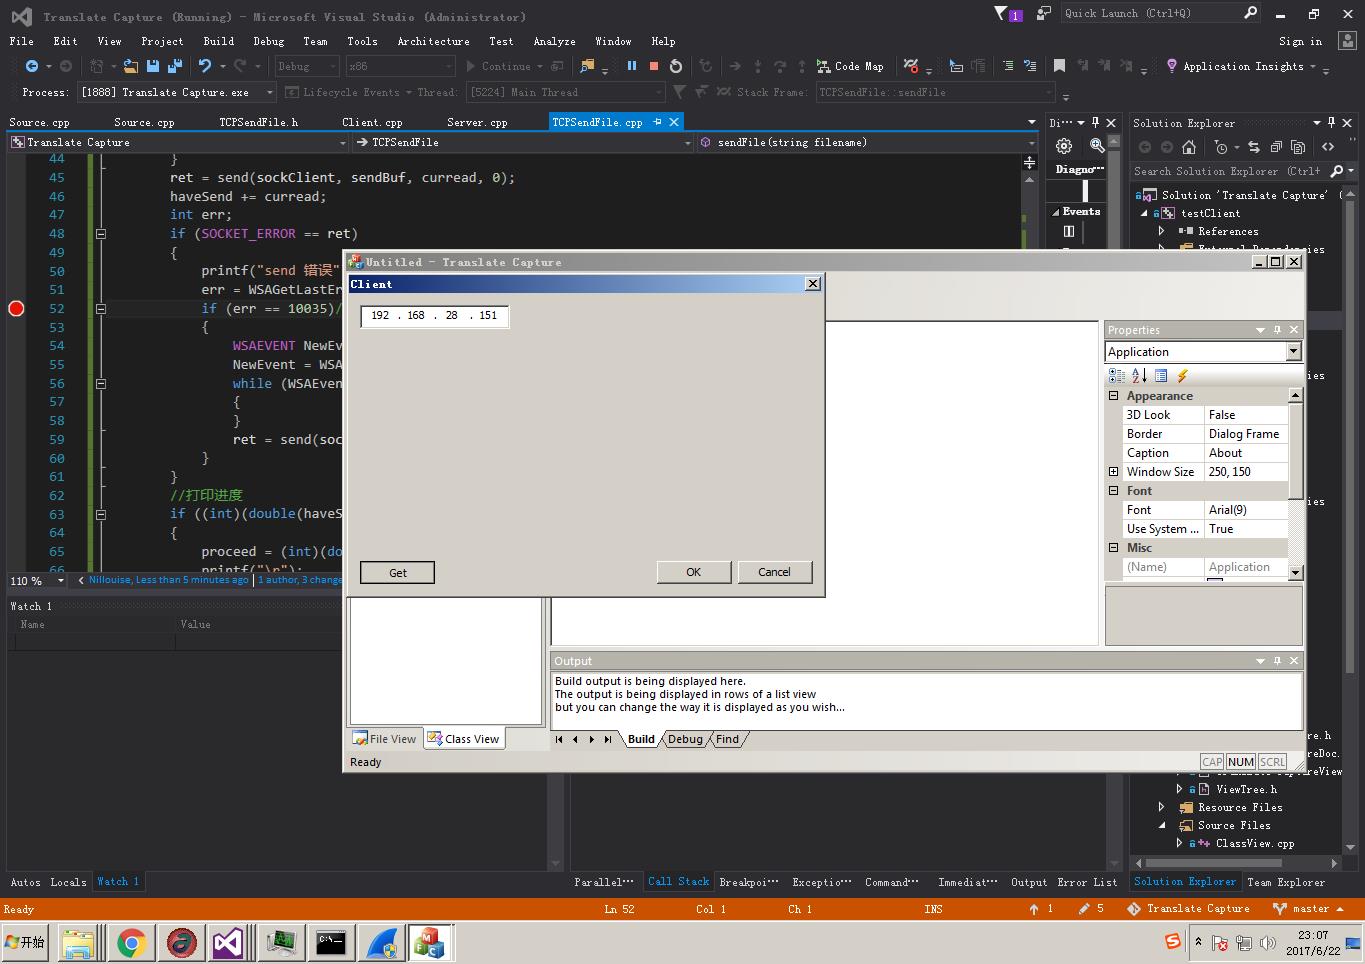 Translate Capture (Running) - Microsoft Visual Studio (Administrator)
1
Quick Launch (Ctrl+Q)
File Edit View Project Build Debug Team Tools Architecture Test Analyze Window Help
Sign in
Debug x86 Continue Code Map Application Insights
Process: [1888] Translate Capture.exe Lifecycle Events Thread: [5224] Main Thread Stack Frame: TCPSendFile::sendFile
Source.cpp Source.cpp TCPSendFile.h Client.cpp Server.cpp TCPSendFile.cpp
Translate Capture TCPSendFile sendFile(string filename)
44 }
45 ret = send(sockClient, sendBuf, curread, 0);
46 haveSend += curread;
47 int err;
48 if (SOCKET_ERROR == ret)
49 {
50 printf("send 错误"
51 err = WSAGetLastEr
52 if (err == 10035)/
53 {
54 WSAEVENT NewEv
55 NewEvent = WSA
56 while (WSAEven
57 {
58 }
59 ret = send(soc
60 }
61 }
62 //打印进度
63 if ((int)(double(haveS
64 {
65 proceed = (int)(do
66 printf("\r");
110 %
Nillouise, Less than 5 minutes ago | 1 author, 3 change
Watch 1
Name Value
Autos Locals Watch 1
Di...
Diagno...
Events
Solution Explorer
Search Solution Explorer (Ctrl+
Solution 'Translate Capture' (
testClient
References
External Dependencies
Untitled - Translate Capture
Client
192 . 168 . 28 . 151
Get OK Cancel
Properties
Application
Appearance
3D Look False
Border Dialog Frame
Caption About
Window Size 250, 150
Font
Font Arial(9)
Use System ... True
Misc
(Name) Application
Output
Build output is being displayed here.
The output is being displayed in rows of a list view
but you can change the way it is displayed as you wish...
File View Class View
Build Debug Find
Ready
CAP NUM SCRL
ies
ies
re.h
reDoc.
ViewTree.h
Resource Files
Source Files
ClassView.cpp
Parallel... Call Stack Breakpoi... Exceptio... Command... Immediat... Output Error List
Solution Explorer Team Explorer
Ready Ln 52 Col 1 Ch 1 INS 1 5 Translate Capture master
开始
23:07
2017/6/22